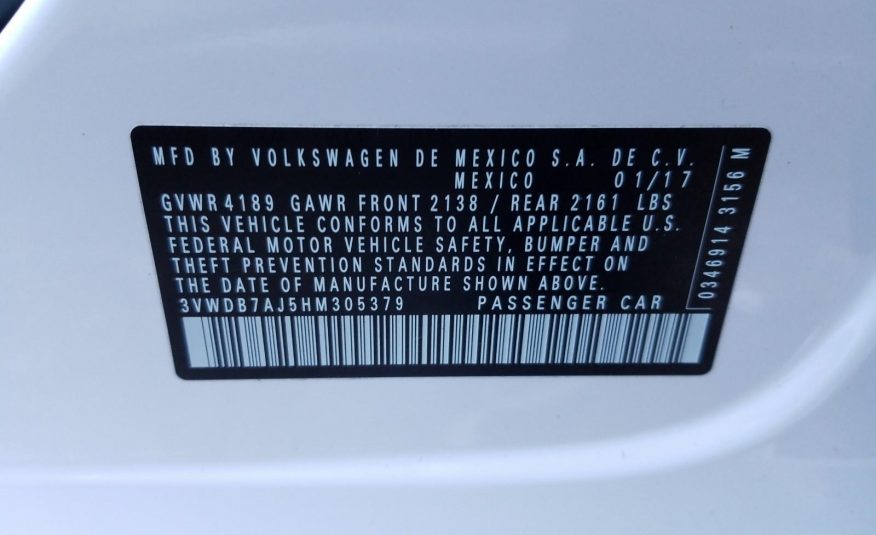 MFD BY VOLKSWAGEN DE MEXICO S.A. DE C.V.
MEXICO 01/17
GVWR 4189 GAWR FRONT 2138 / REAR 2161 LBS
THIS VEHICLE CONFORMS TO ALL APPLICABLE U.S.
FEDERAL MOTOR VEHICLE SAFETY, BUMPER AND
THEFT PREVENTION STANDARDS IN EFFECT ON
THE DATE OF MANUFACTURE SHOWN ABOVE.
3VWDB7AJ5HM305379 PASSENGER CAR
0346914 3156 M